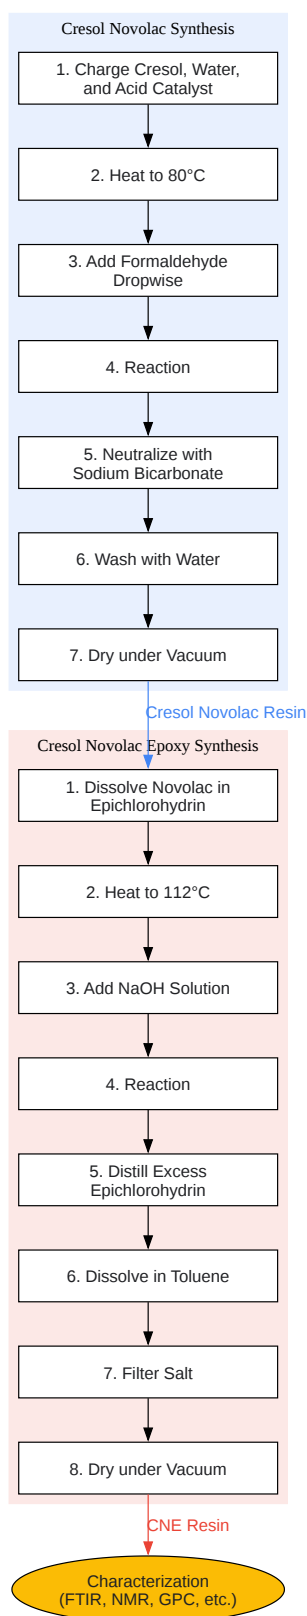 Cresol Novolac Synthesis
1. Charge Cresol, Water,
and Acid Catalyst
2. Heat to 80°C
3. Add Formaldehyde
Dropwise
4. Reaction
5. Neutralize with
Sodium Bicarbonate
6. Wash with Water
7. Dry under Vacuum
Cresol Novolac Resin
Cresol Novolac Epoxy Synthesis
1. Dissolve Novolac in
Epichlorohydrin
2. Heat to 112°C
3. Add NaOH Solution
4. Reaction
5. Distill Excess
Epichlorohydrin
6. Dissolve in Toluene
7. Filter Salt
8. Dry under Vacuum
CNE Resin
Characterization
(FTIR, NMR, GPC, etc.)